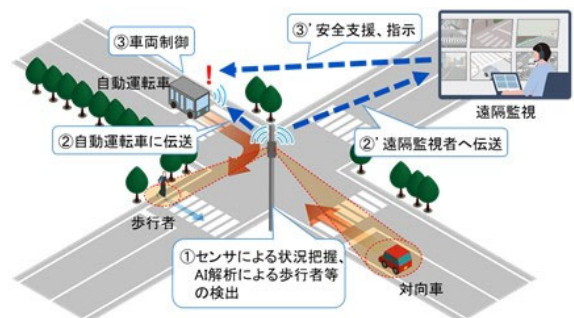 ③車両制御
③’安全支援、指示
自動運転車
!
遠隔監視
②自動運転車に伝送
②’遠隔監視者へ伝送
歩行者
①センサによる状況把握、
AI解析による歩行者等
の検出
対向車